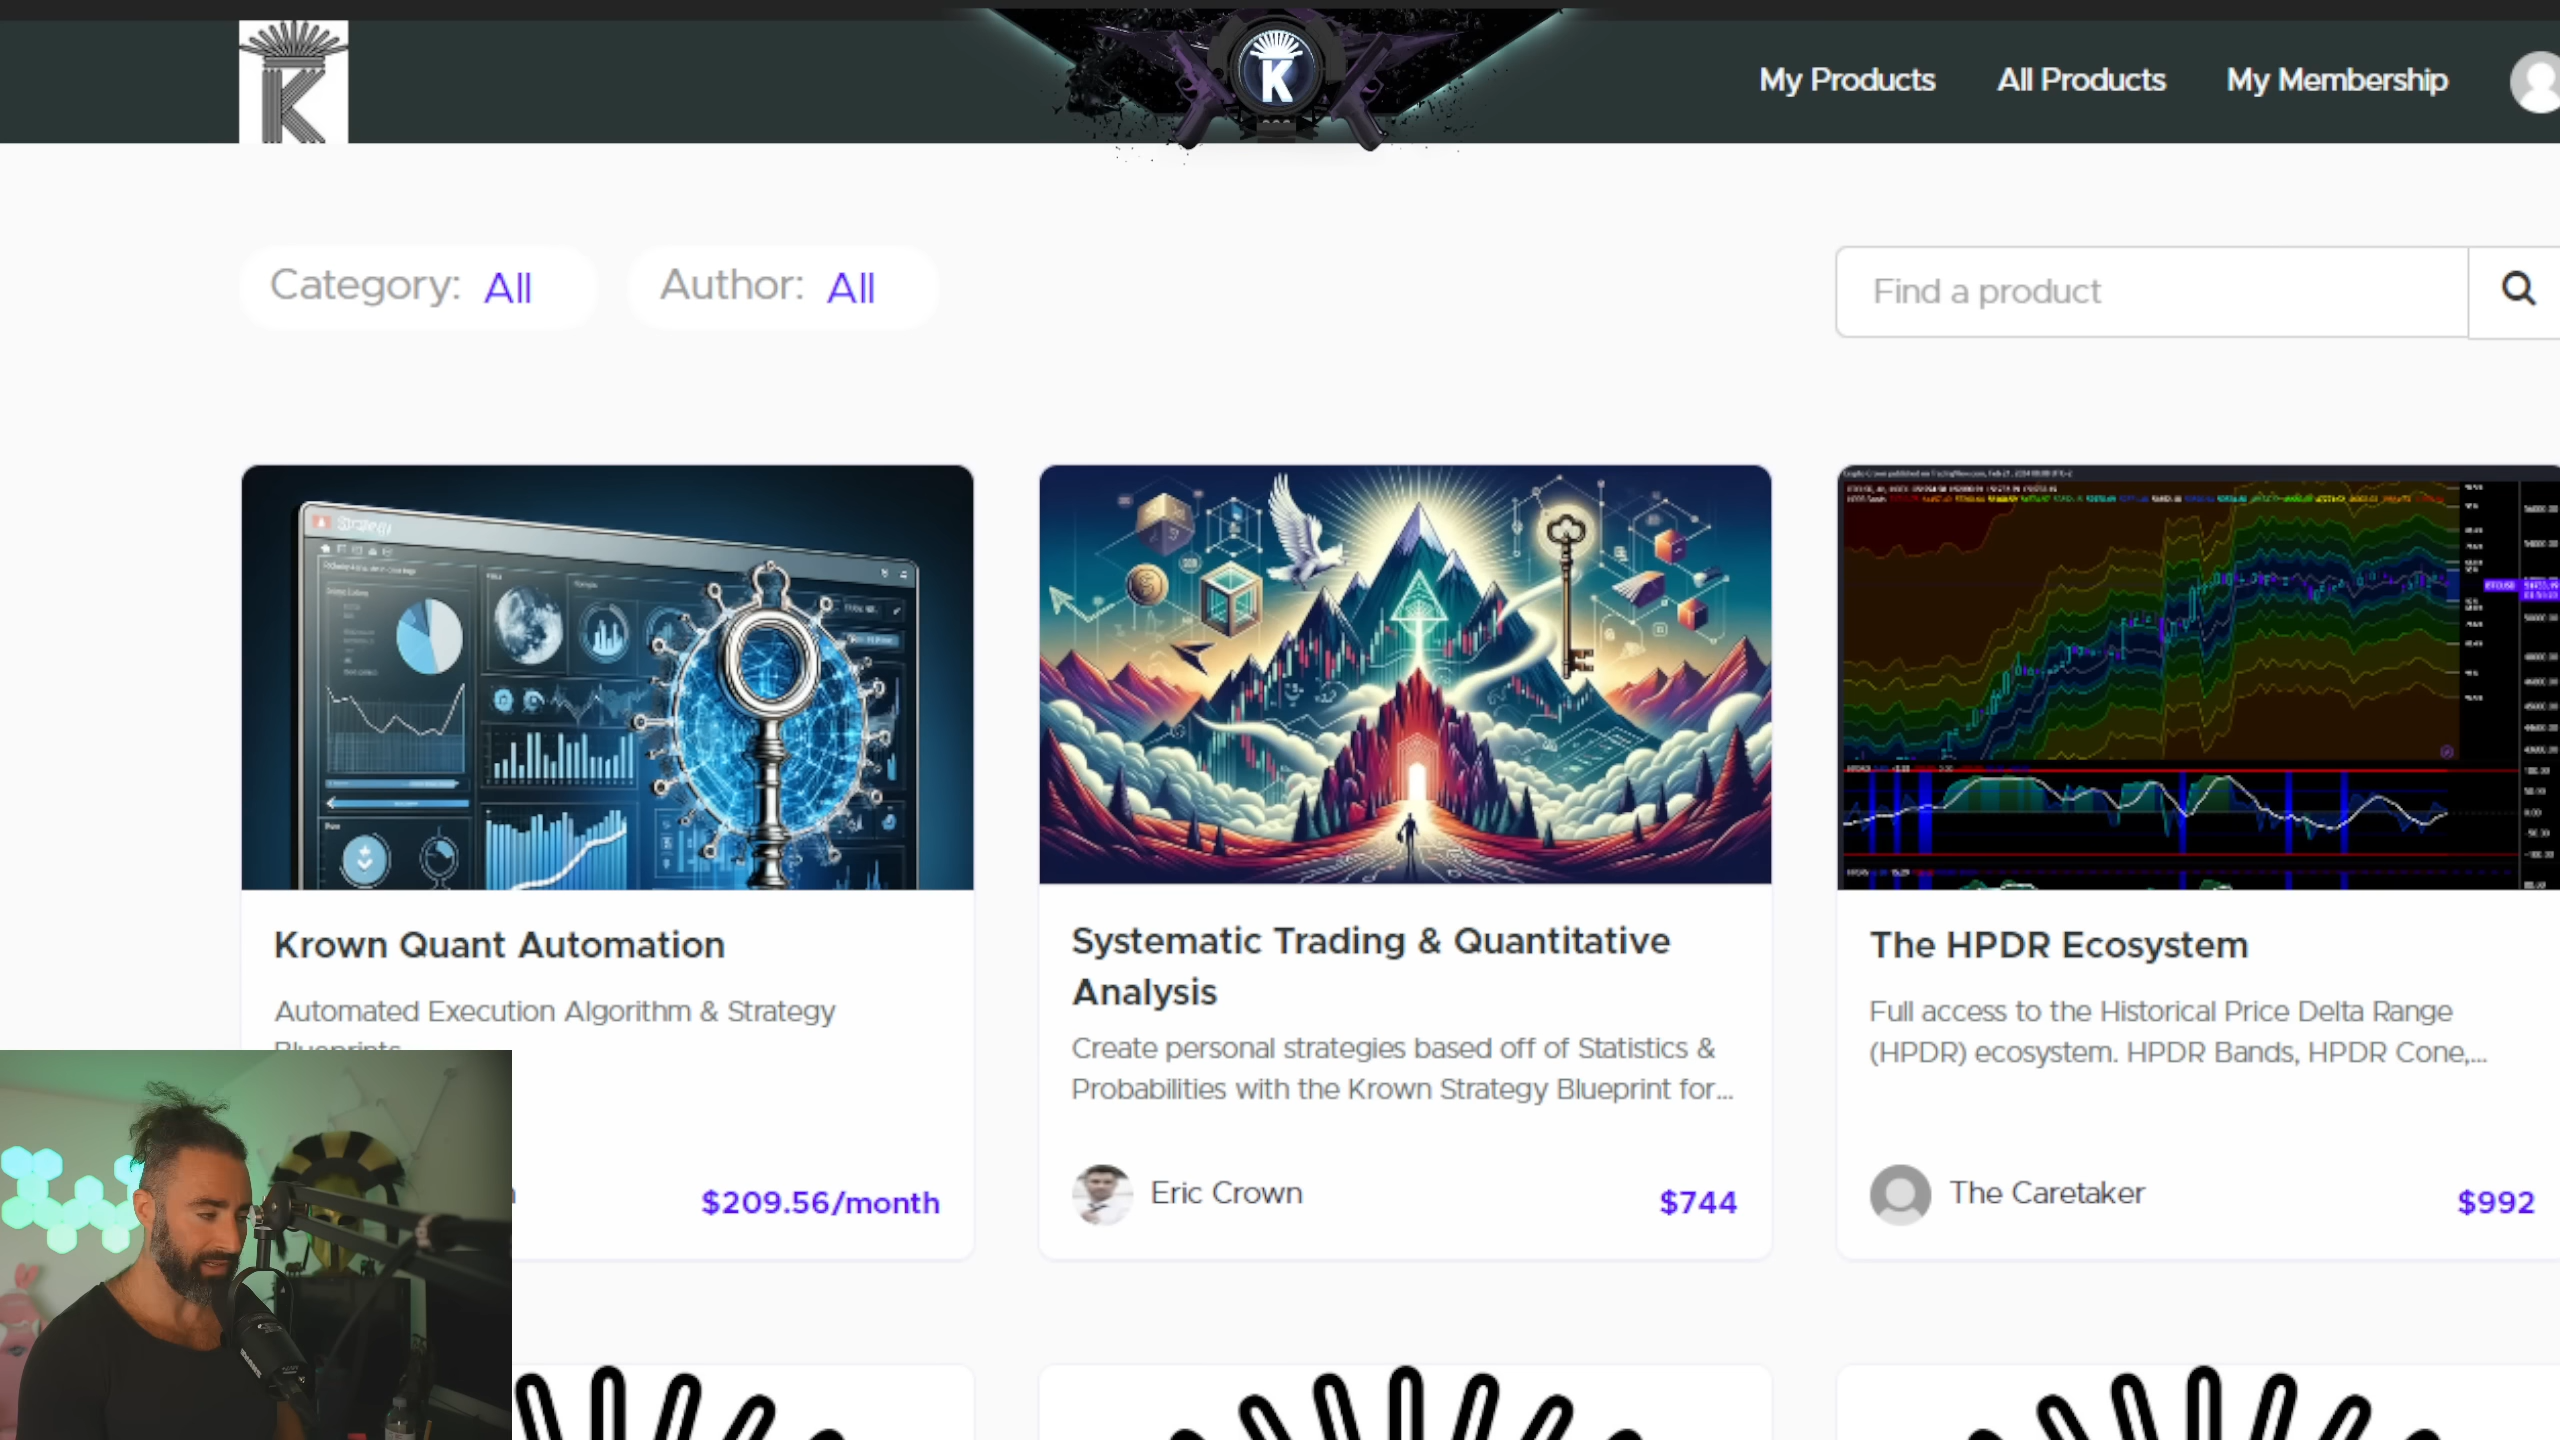 My Products All Products My Membership
Category: All Author: All
Find a product
Krown Quant Automation
Automated Execution Algorithm & Strategy
$209.56/month
Systematic Trading & Quantitative
Analysis
Create personal strategies based off of Statistics &
Probabilities with the Krown Strategy Blueprint for...
Eric Crown
$744
The HPDR Ecosystem
Full access to the Historical Price Delta Range
(HPDR) ecosystem. HPDR Bands, HPDR Cone,...
The Caretaker
$992